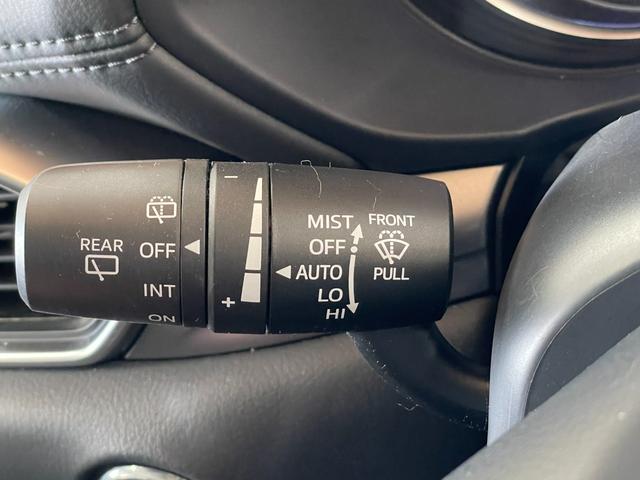 REAR
OFF
INT
ON
−
+
MIST
OFF
AUTO
LO
HI
FRONT
PULL